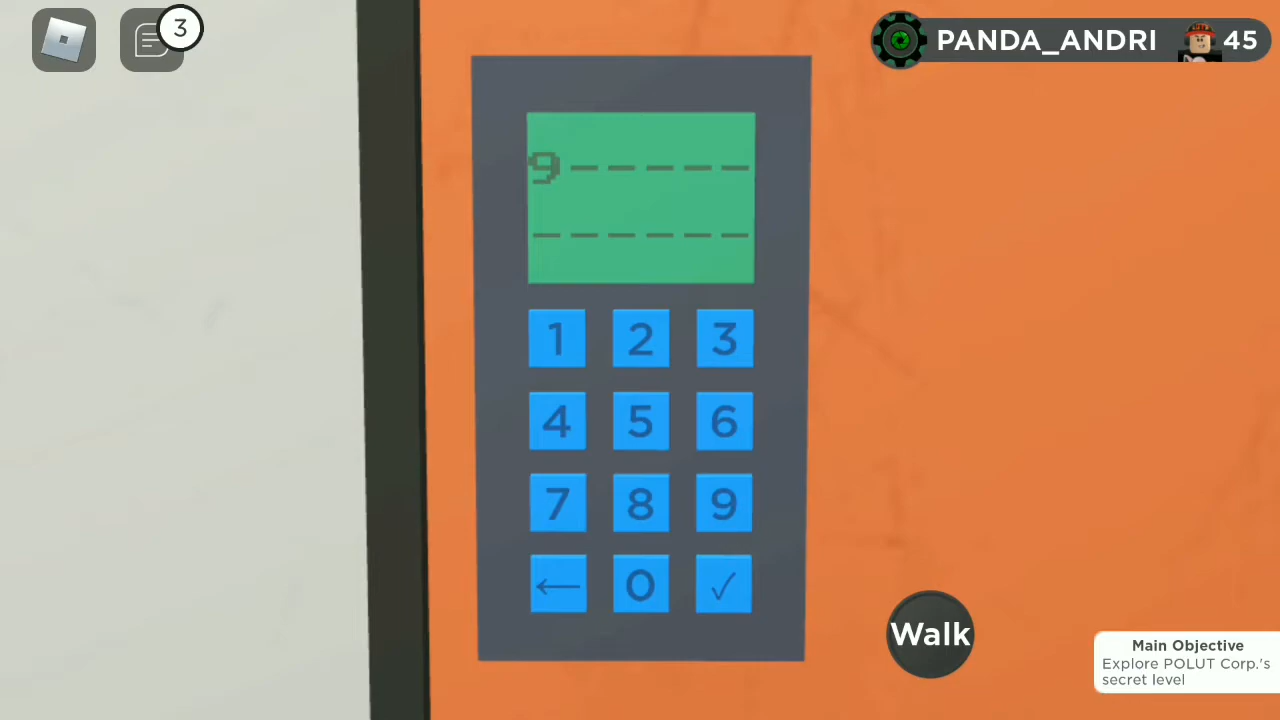 3
PANDA_ANDRI 45
9_ _ _ _ _
_ _ _ _ _ _
1 2 3
4 5 6
7 8 9
← 0 ✓
Walk
Main Objective
Explore POLUT Corp.'s
secret level